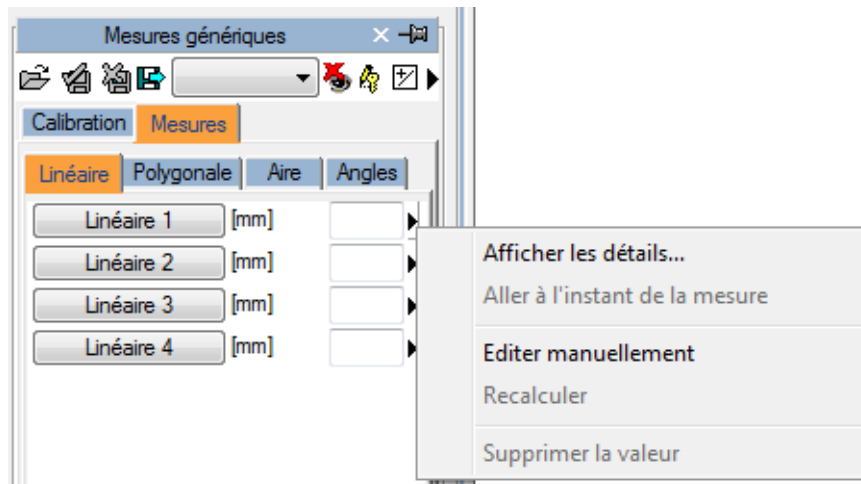 Mesures génériques
Calibration Mesures
Linéaire Polygonale Aire Angles
Linéaire 1 [mm]
Linéaire 2 [mm]
Linéaire 3 [mm]
Linéaire 4 [mm]
Afficher les détails...
Aller à l'instant de la mesure
Editer manuellement
Recalculer
Supprimer la valeur